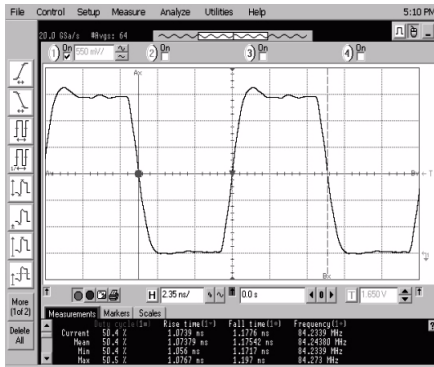 File Control Setup Measure Analyze Utilities Help 5:10 PM
20.0 GSa/s #Avgs: 64
1 On 550 mV/ 2 On 3 On 4 On
Ax
A› B› T
Bx
H 2.35 ns/ 0.0 s 0 T 1.650 V
More
(1of 2)
Delete
All
Measurements Markers Scales
Duty cycle(1=) Rise time(1-) Fall time(1-) Frequency(1-)
Current 50.4 % 1.0739 ns 1.1776 ns 84.2339 MHz
Mean 50.4 % 1.07379 ns 1.17542 ns 84.24380 MHz
Min 50.4 % 1.056 ns 1.1717 ns 84.2339 MHz
Max 50.5 % 1.0767 ns 1.197 ns 84.273 MHz
?